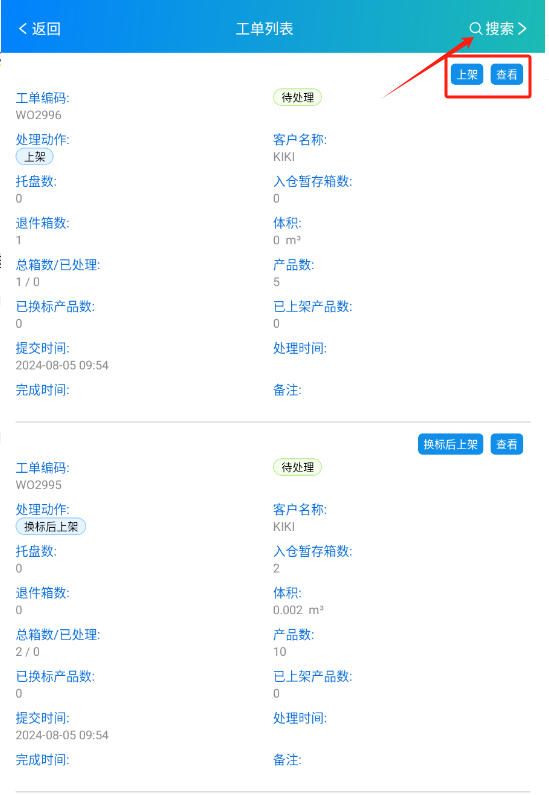 返回 工单列表 搜索
上架 查看
工单编码: 待处理
WO2996
处理动作: 客户名称:
上架 KIKI
托盘数: 入仓暂存箱数:
0 0
退件箱数: 体积:
1 0 m³
总箱数/已处理: 产品数:
1 / 0 5
已换标产品数: 已上架产品数:
0 0
提交时间: 处理时间:
2024-08-05 09:54
完成时间: 备注:
换标后上架 查看
工单编码: 待处理
WO2995
处理动作: 客户名称:
换标后上架 KIKI
托盘数: 入仓暂存箱数:
0 2
退件箱数: 体积:
0 0.002 m³
总箱数/已处理: 产品数:
2 / 0 10
已换标产品数: 已上架产品数:
0 0
提交时间: 处理时间:
2024-08-05 09:54
完成时间: 备注: